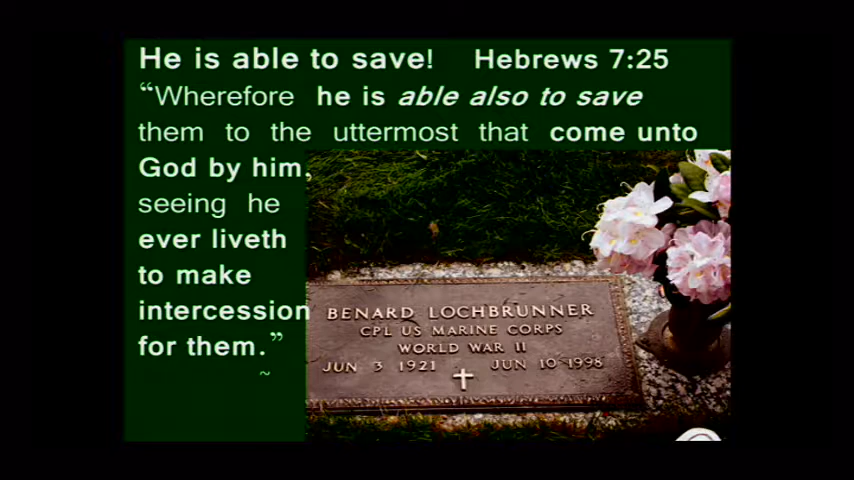 He is able to save! Hebrews 7:25
“Wherefore he is able also to save
them to the uttermost that come unto
God by him,
seeing he
ever liveth
to make
intercession
for them.”
~
BENARD LOCHBRUNNER
CPL US MARINE CORPS
WORLD WAR II
JUN 3 1921 JUN 10 1998